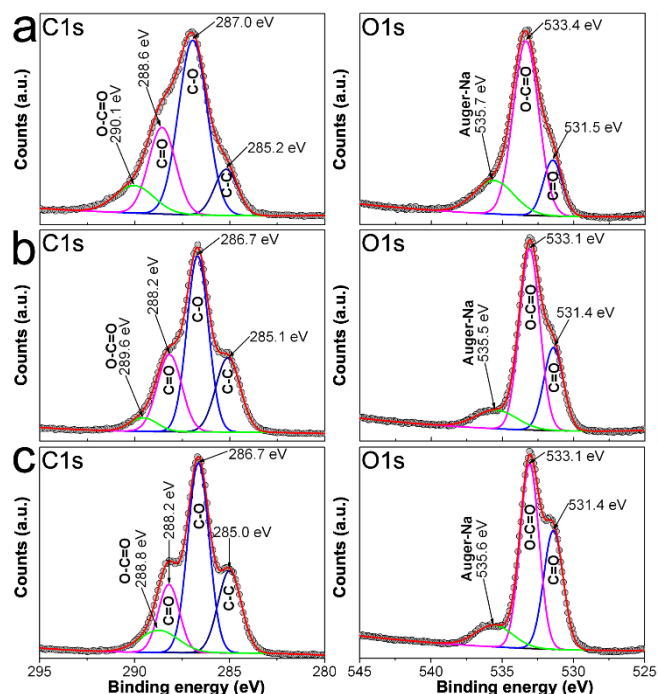 a
C1s
287.0 eV
288.6 eV
O-C=O
290.1 eV
C=O
C-O
285.2 eV
C-C
Counts (a.u.)
O1s
533.4 eV
Auger-Na
535.7 eV
O-C=O
531.5 eV
C=O
Counts (a.u.)
b
C1s
286.7 eV
288.2 eV
O-C=O
289.6 eV
C=O
C-O
285.1 eV
C-C
Counts (a.u.)
O1s
533.1 eV
Auger-Na
535.5 eV
O-C=O
531.4 eV
C=O
Counts (a.u.)
c
C1s
286.7 eV
288.2 eV
O-C=O
288.8 eV
C=O
C-O
285.0 eV
C-C
Counts (a.u.)
295 290 285 280
Binding energy (eV)
O1s
533.1 eV
Auger-Na
535.6 eV
O-C=O
531.4 eV
C=O
Counts (a.u.)
545 540 535 530 525
Binding energy (eV)